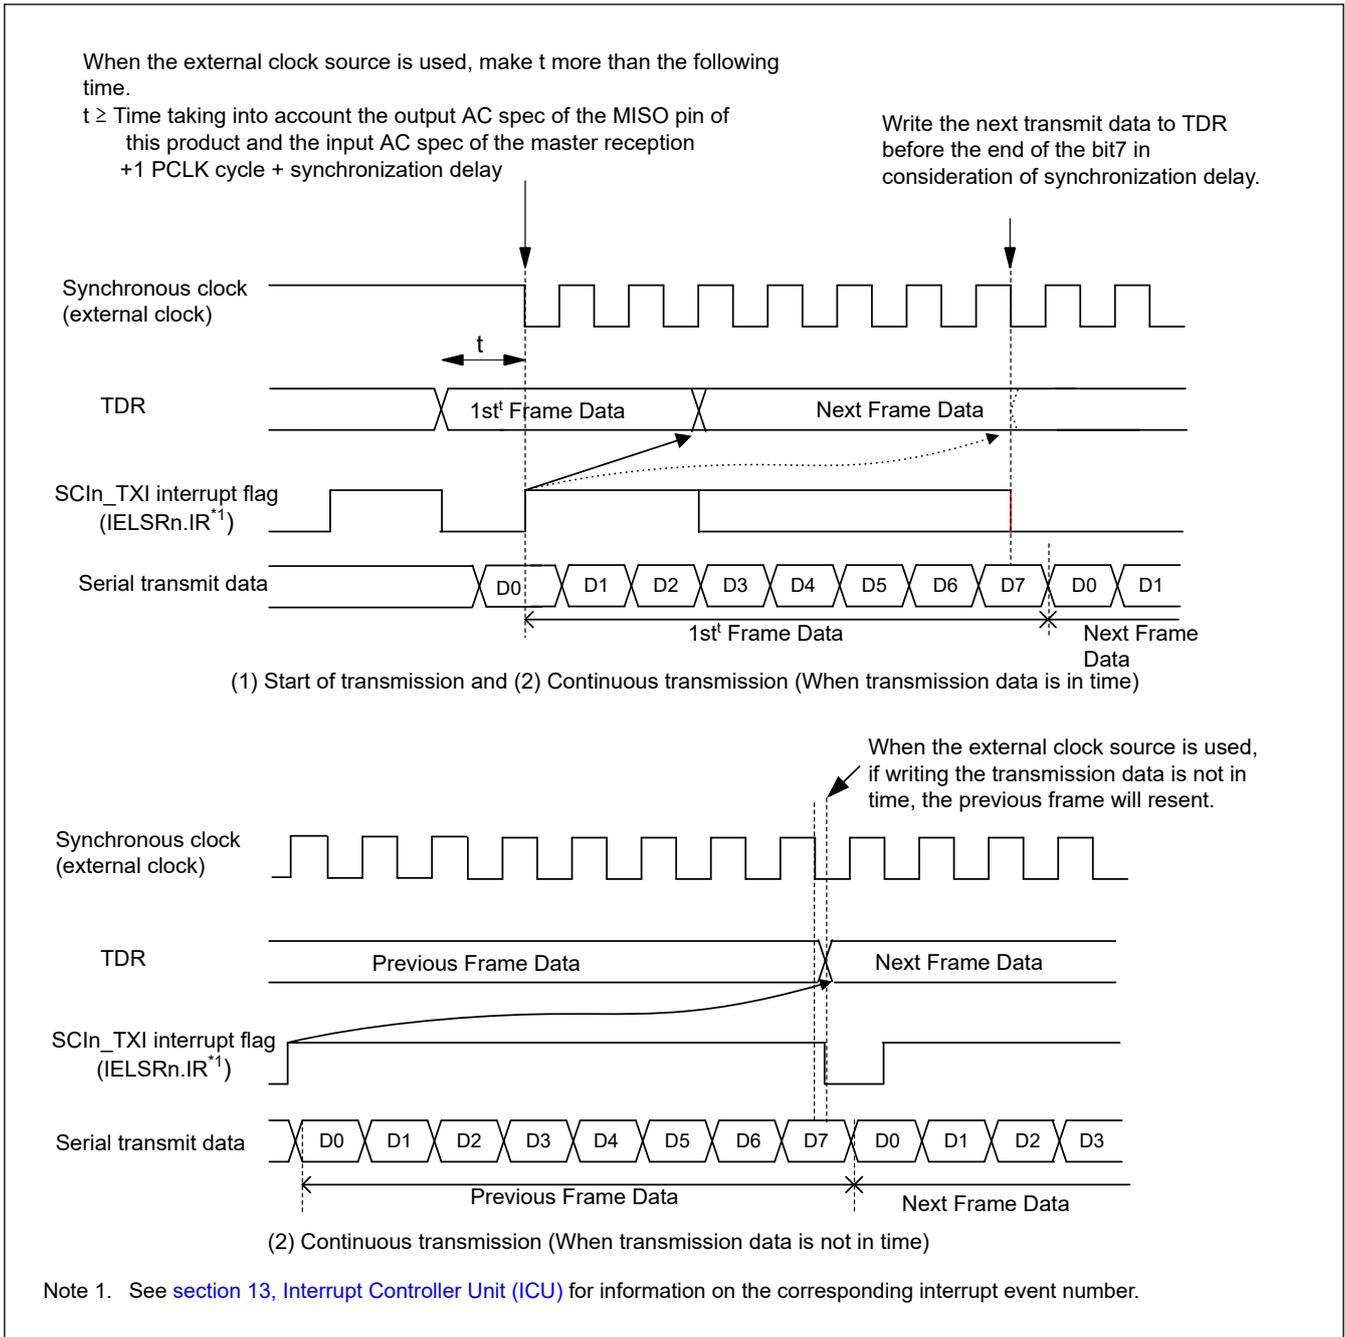 When the external clock source is used, make t more than the following
time.
t ≥ Time taking into account the output AC spec of the MISO pin of
this product and the input AC spec of the master reception
+1 PCLK cycle + synchronization delay
Write the next transmit data to TDR
before the end of the bit7 in
consideration of synchronization delay.
Synchronous clock
(external clock)
t
TDR
1st^t Frame Data
Next Frame Data
SCIn_TXI interrupt flag
(IELSRn.IR*1)
Serial transmit data
D0 D1 D2 D3 D4 D5 D6 D7 D0 D1
1st^t Frame Data
Next Frame
Data
(1) Start of transmission and (2) Continuous transmission (When transmission data is in time)
When the external clock source is used,
if writing the transmission data is not in
time, the previous frame will resent.
Synchronous clock
(external clock)
TDR
Previous Frame Data
Next Frame Data
SCIn_TXI interrupt flag
(IELSRn.IR*1)
Serial transmit data
D0 D1 D2 D3 D4 D5 D6 D7 D0 D1 D2 D3
Previous Frame Data
Next Frame Data
(2) Continuous transmission (When transmission data is not in time)
Note 1. See section 13, Interrupt Controller Unit (ICU) for information on the corresponding interrupt event number.